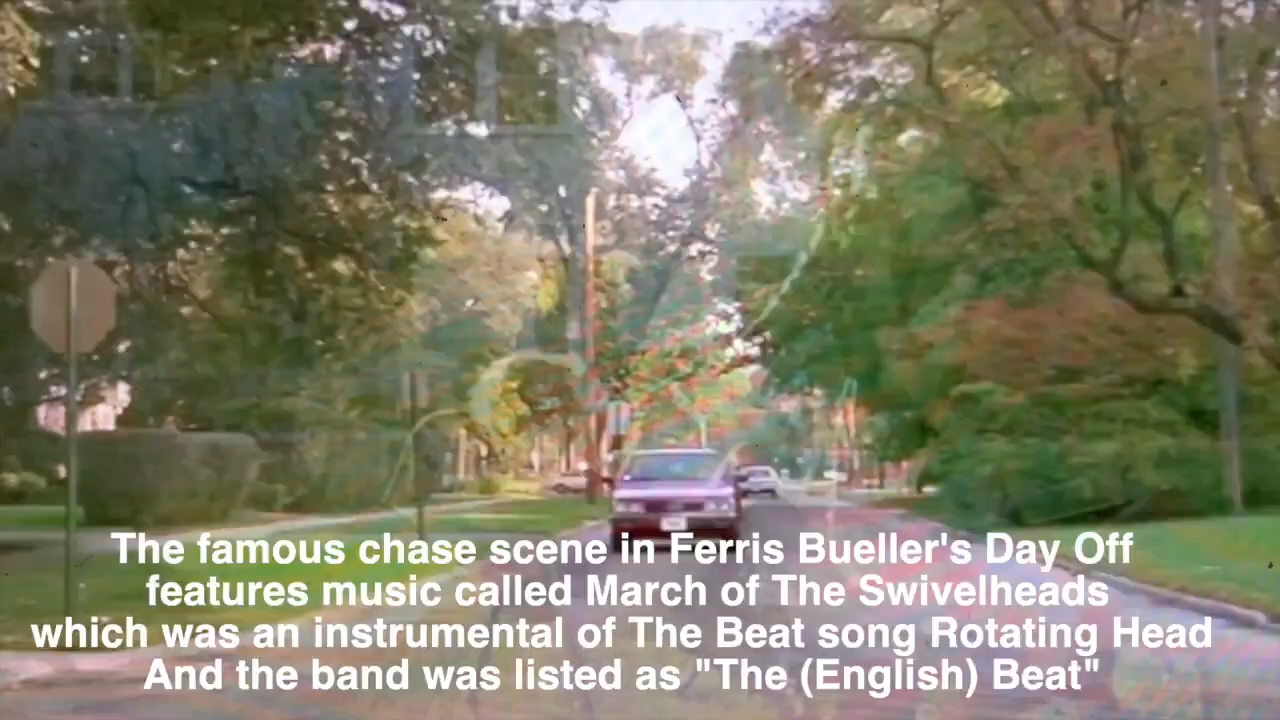 The famous chase scene in Ferris Bueller's Day Off
features music called March of The Swivelheads
which was an instrumental of The Beat song Rotating Head
And the band was listed as "The (English) Beat"